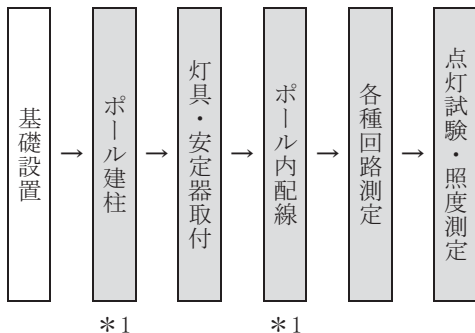 基礎設置
→
ポール建柱
→
灯具・安定器取付
→
ポール内配線
→
各種回路測定
→
点灯試験・照度測定
＊1
＊1